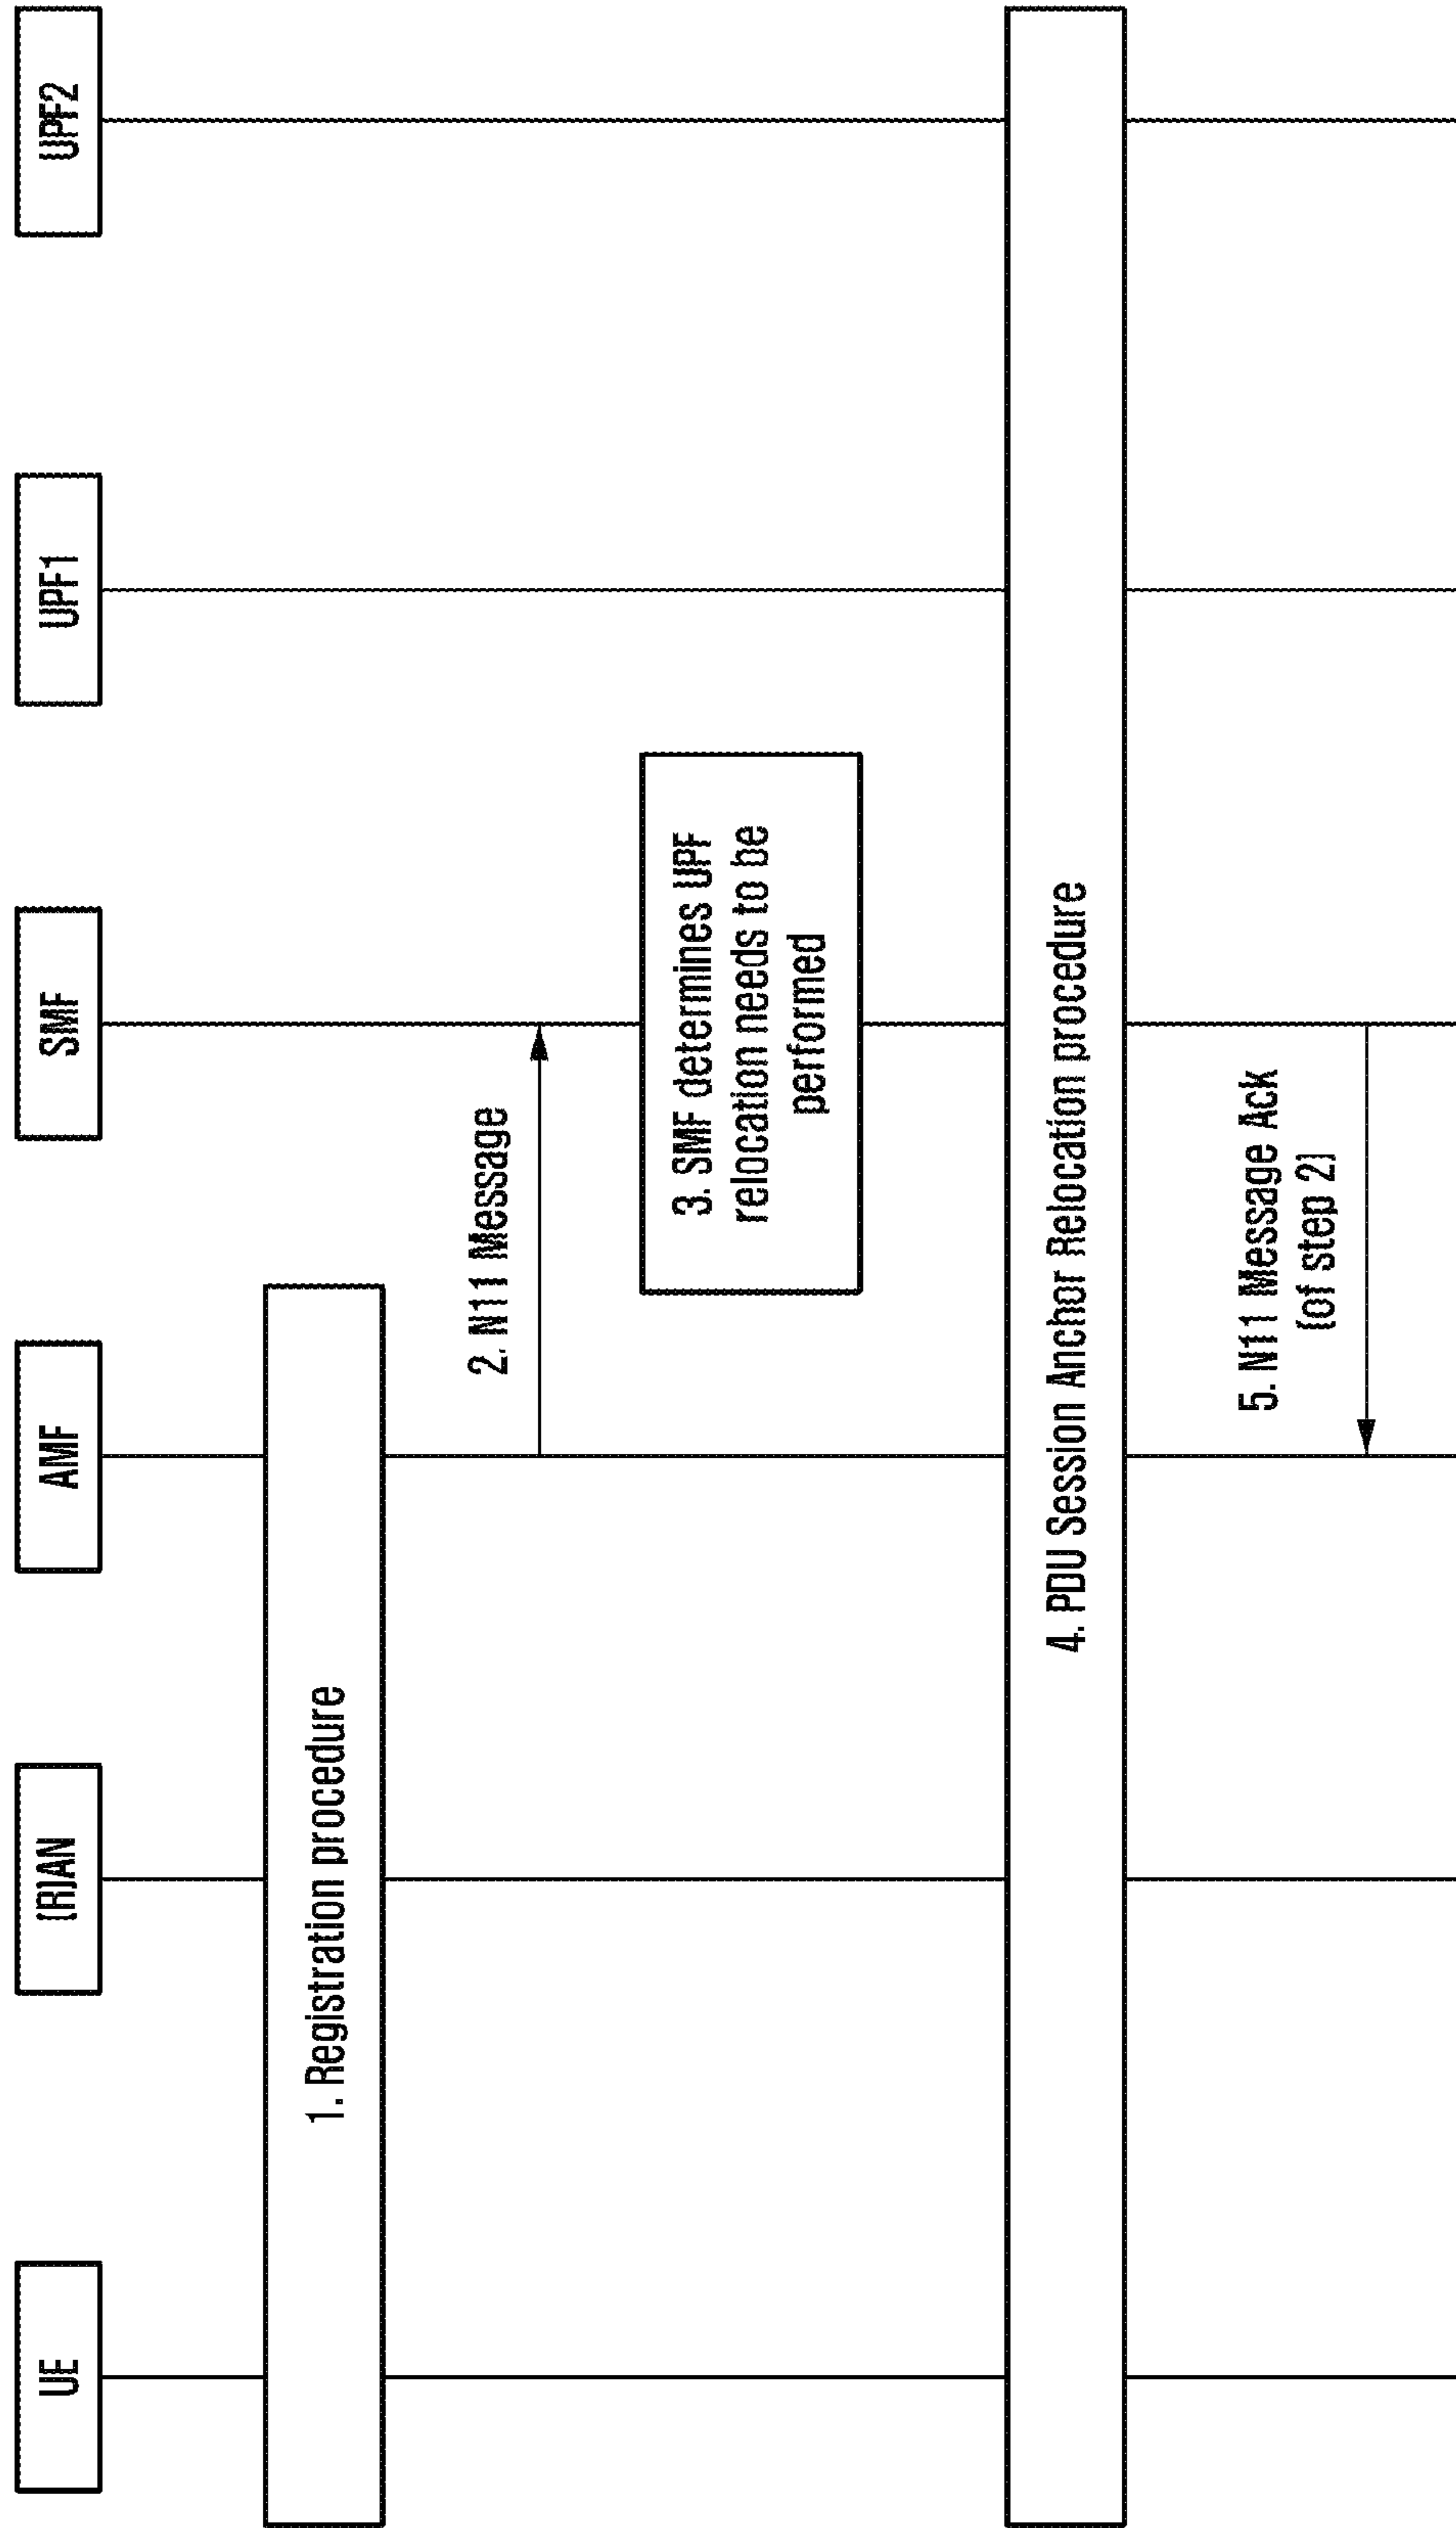 UE
(R)AN
AMF
SMF
UPF1
UPF2
1. Registration procedure
2. N11 Message
3. SMF determines UPF
relocation needs to be
performed
4. PDU Session Anchor Relocation procedure
5. N11 Message Ack
(of step 2)